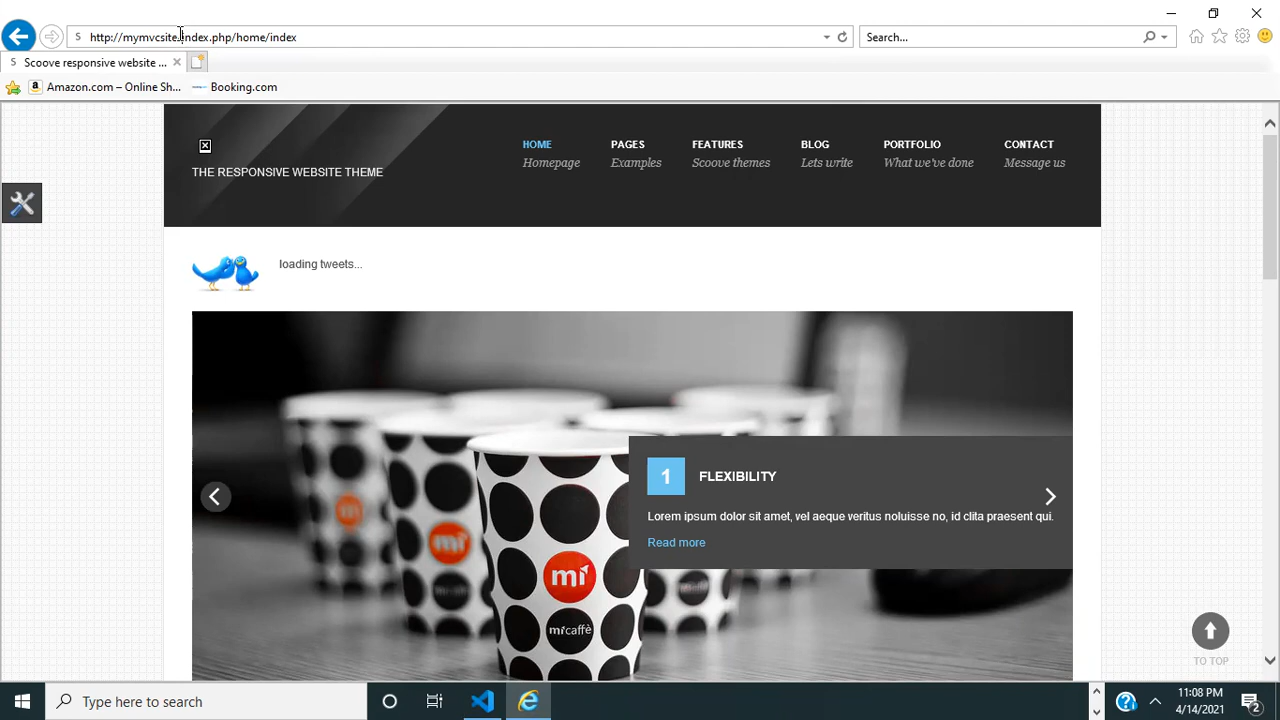 http://mymvcsite.index.php/home/index
Search...
Scoove responsive website ...
Amazon.com – Online Sh...
Booking.com
HOME
Homepage
PAGES
Examples
FEATURES
Scoove themes
BLOG
Lets write
PORTFOLIO
What we've done
CONTACT
Message us
THE RESPONSIVE WEBSITE THEME
loading tweets...
1 FLEXIBILITY
Lorem ipsum dolor sit amet, vel aeque veritus noluisse no, id clita praesent qui.
Read more
mi
mi
mi
mi caffè
TO TOP
Type here to search
11:08 PM
4/14/2021
2